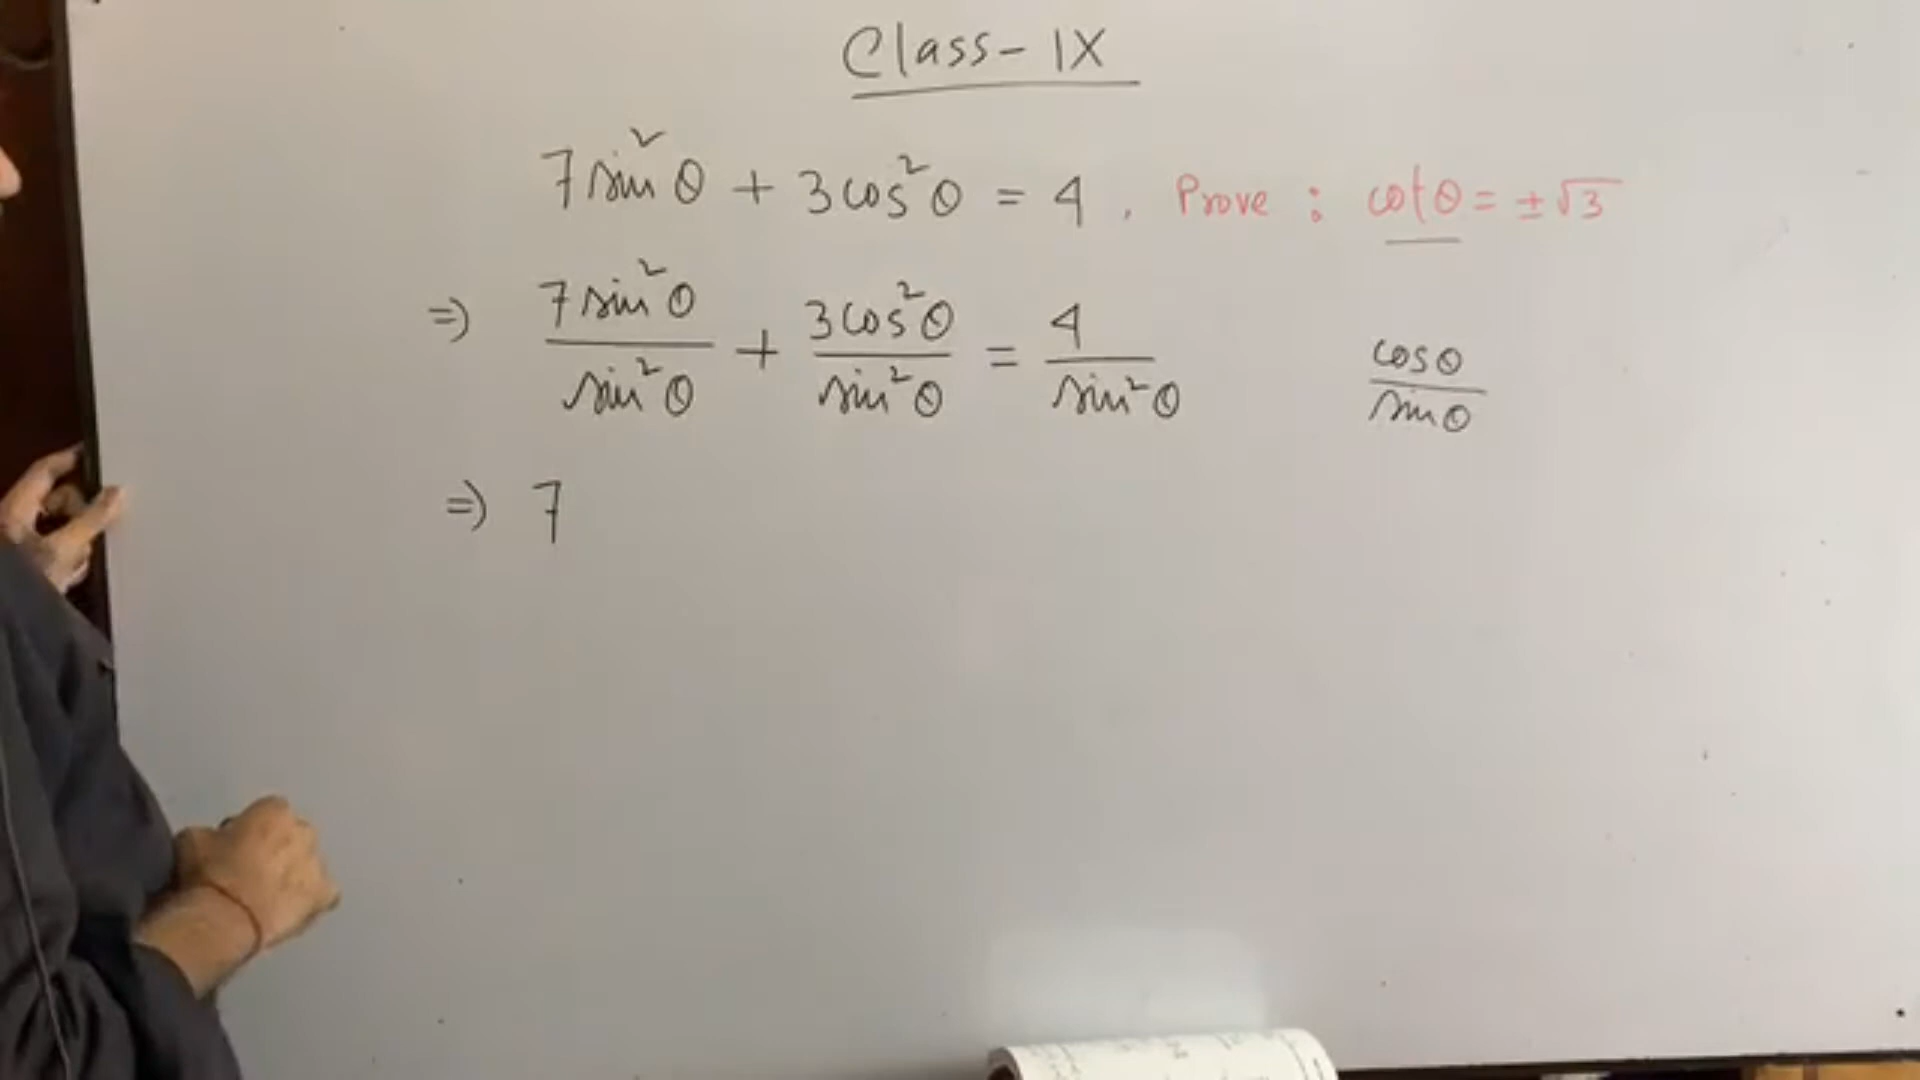 Class-IX
7sin²θ + 3cos²θ = 4 , Prove : cotθ = ±√3
⇒ 7sin²θ/sin²θ + 3cos²θ/sin²θ = 4/sin²θ
cosθ/sinθ
⇒ 7